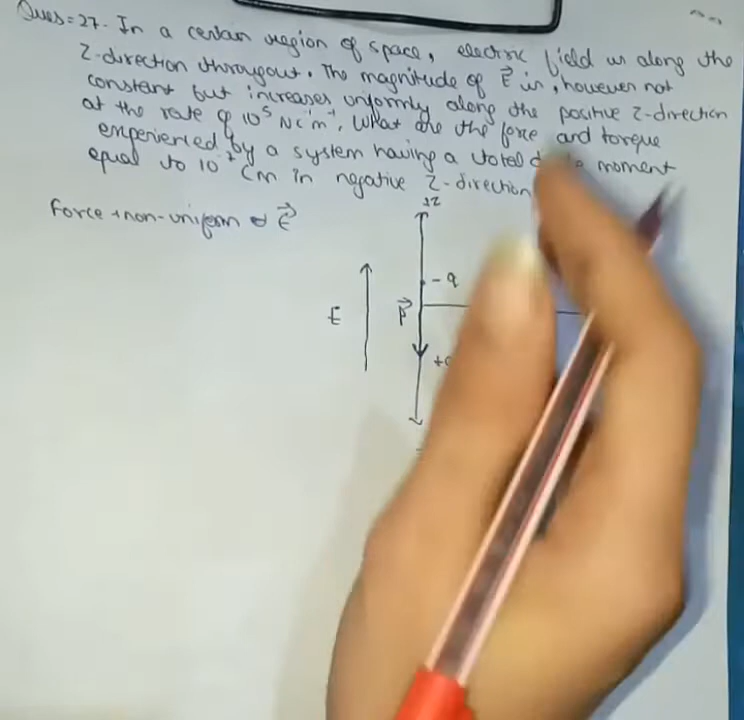 Ques=27. In a certain region of space, electric field is along the
Z-direction througout. The magnitude of E⃗ is, however not
constant but increases uniformly along the positive Z-direction
at the rate of 10⁵ NC⁻¹m⁻¹. What are the force and torque
experienced by a system having a total moment
equal to 10⁻⁷ Cm in negative Z-direction
Force → non-uniform E⃗
-q
E
P⃗